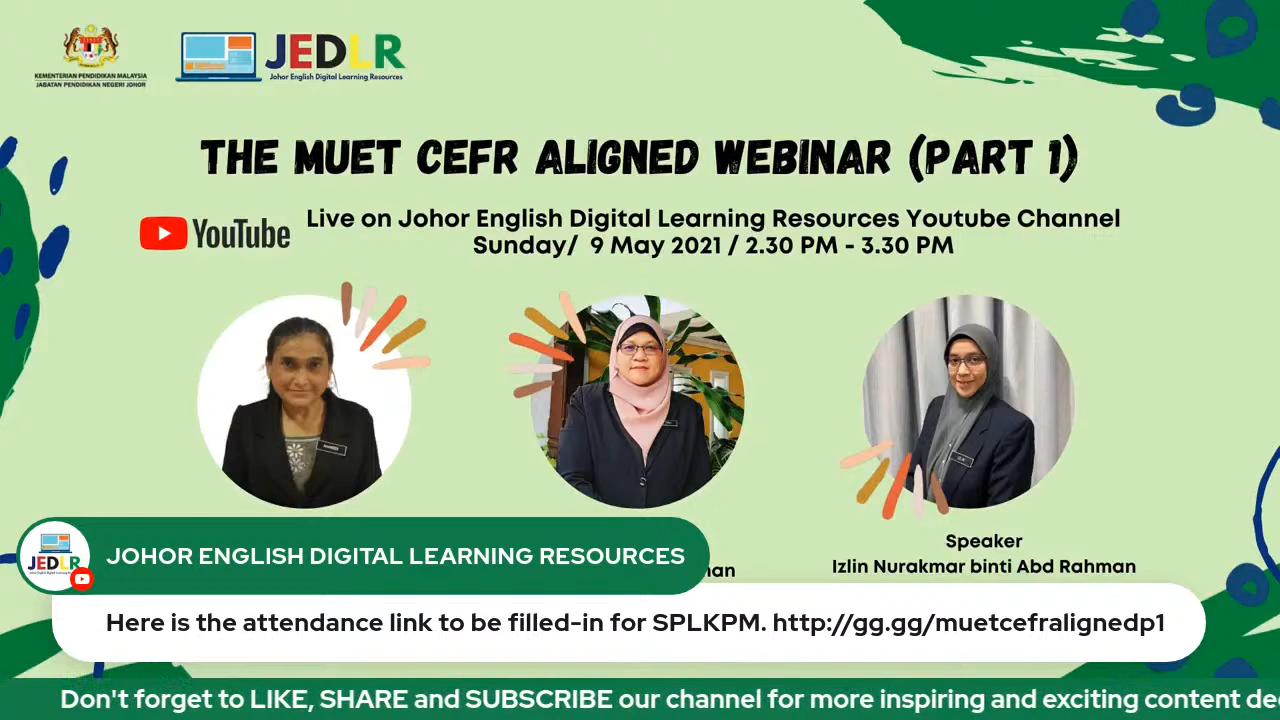 KEMENTERIAN PENDIDIKAN MALAYSIA
JABATAN PENDIDIKAN NEGERI JOHOR
JEDLR
Johor English Digital Learning Resources
THE MUET CEFR ALIGNED WEBINAR (PART 1)
YouTube
Live on Johor English Digital Learning Resources Youtube Channel
Sunday/ 9 May 2021 / 2.30 PM - 3.30 PM
Speaker
Izlin Nurakmar binti Abd Rahman
JEDLR
JOHOR ENGLISH DIGITAL LEARNING RESOURCES
Here is the attendance link to be filled-in for SPLKPM. http://gg.gg/muetcefralignedp1
Don't forget to LIKE, SHARE and SUBSCRIBE our channel for more inspiring and exciting content de